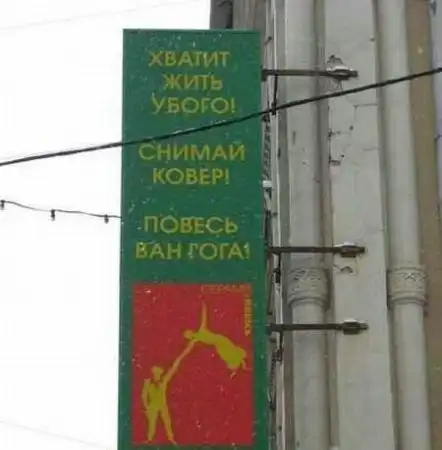 ХВАТИТ
ЖИТЬ
УБОГО!
СНИМАЙ
КОВЕР!
ПОВЕСЬ
ВАН ГОГА!